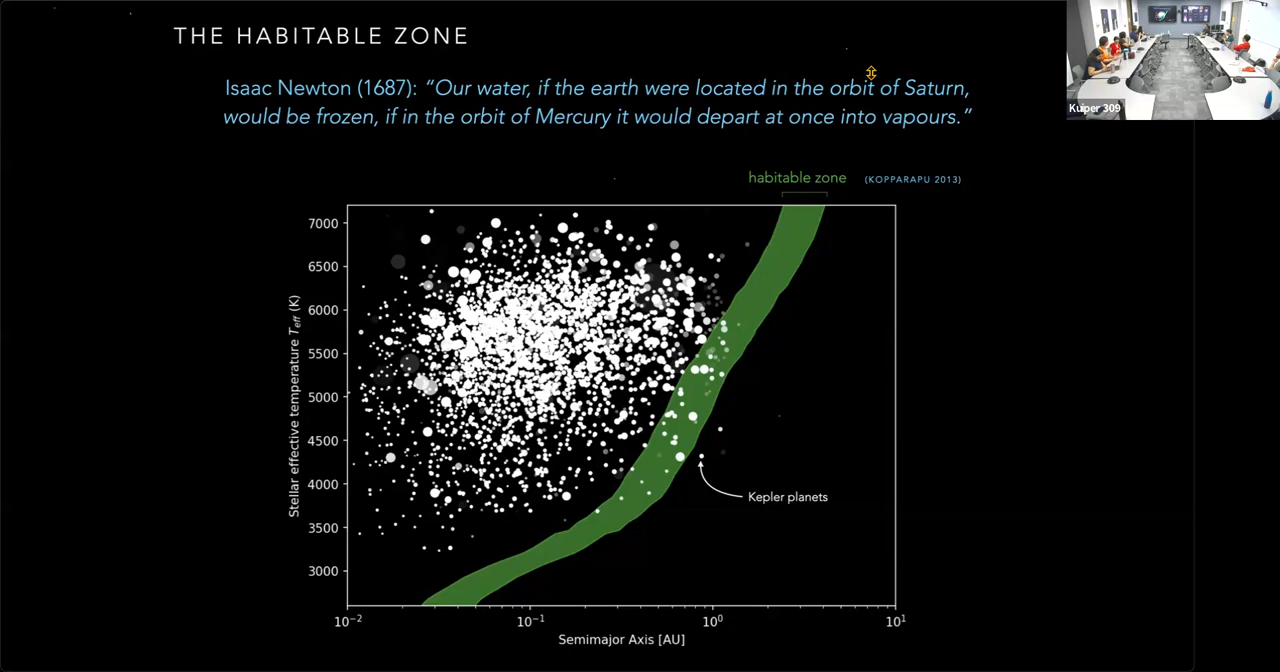 THE HABITABLE ZONE
Isaac Newton (1687): “Our water, if the earth were located in the orbit of Saturn,
would be frozen, if in the orbit of Mercury it would depart at once into vapours.”
Kuiper 309
habitable zone (KOPPARAPU 2013)
Stellar effective temperature T_eff (K)
7000
6500
6000
5500
5000
4500
4000
3500
3000
Kepler planets
10⁻² 10⁻¹ 10⁰ 10¹
Semimajor Axis [AU]